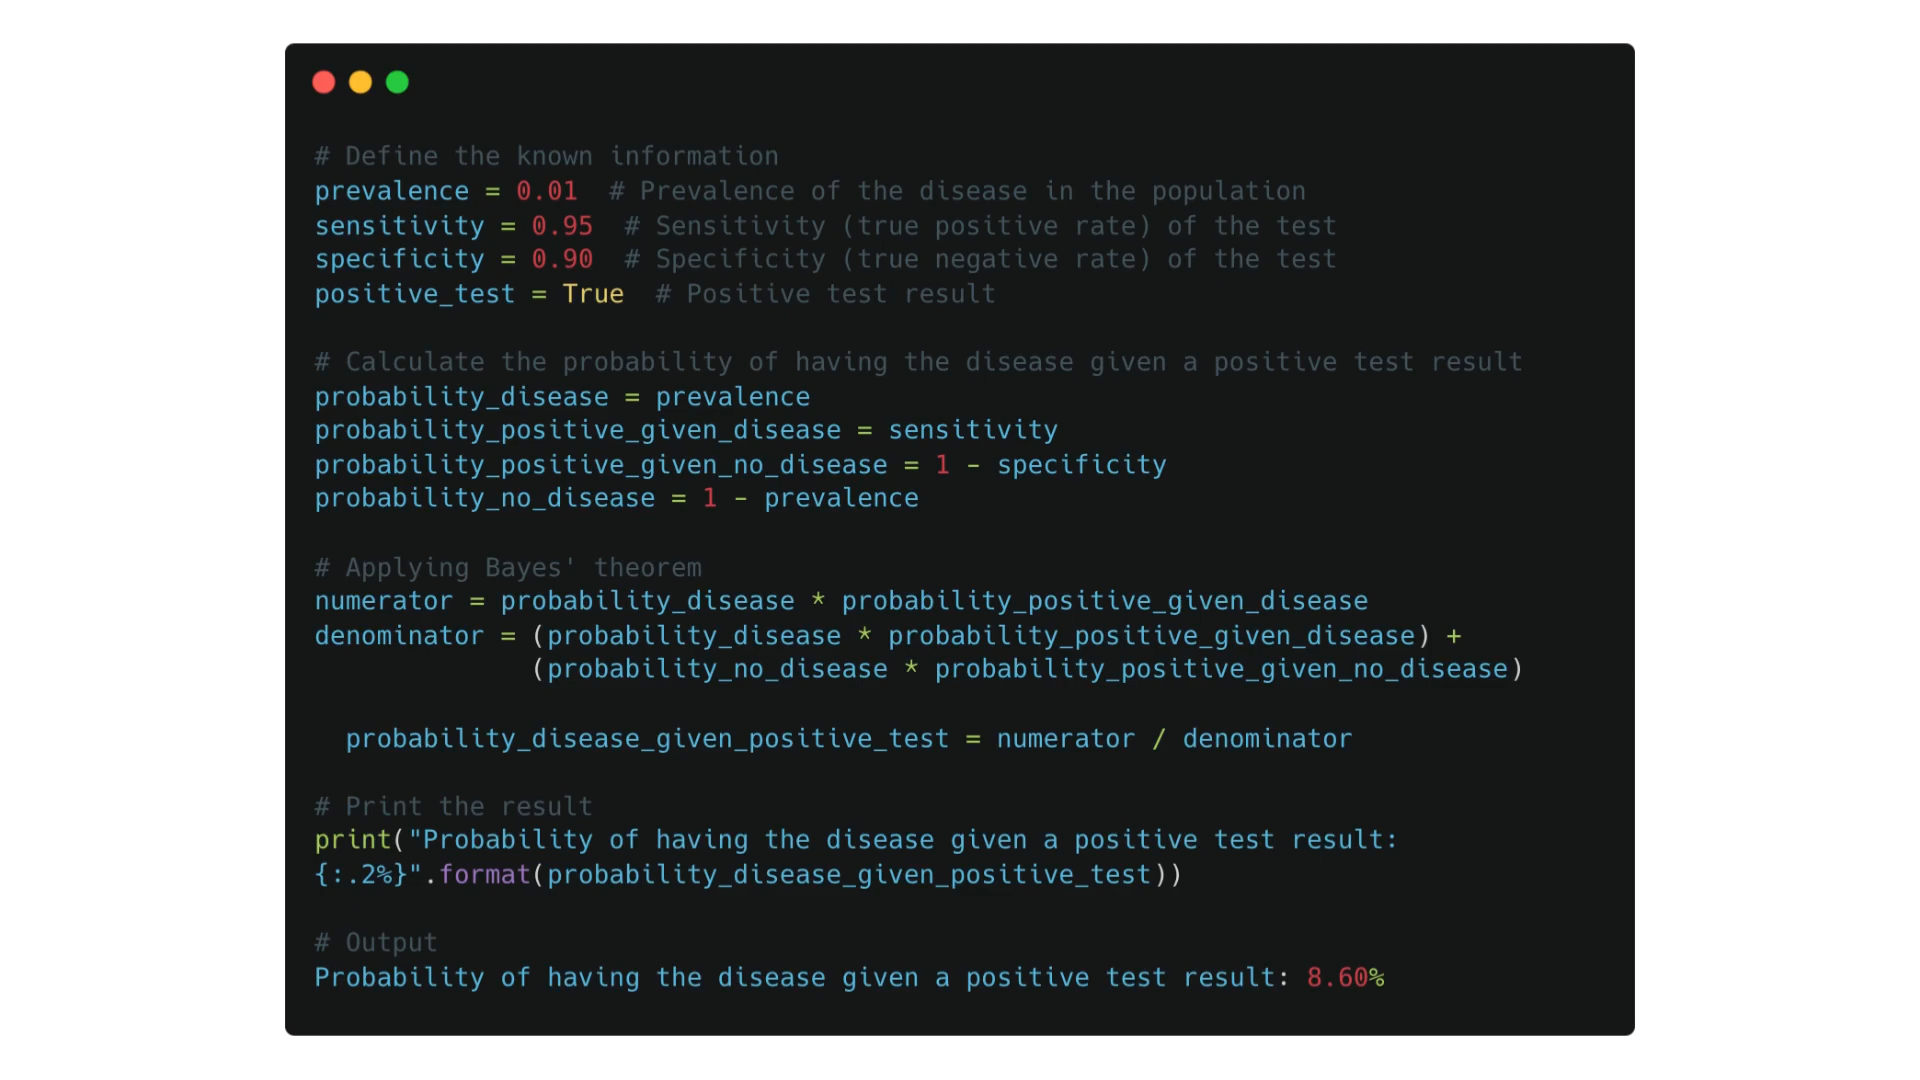 # Define the known information
prevalence = 0.01  # Prevalence of the disease in the population
sensitivity = 0.95  # Sensitivity (true positive rate) of the test
specificity = 0.90  # Specificity (true negative rate) of the test
positive_test = True  # Positive test result

# Calculate the probability of having the disease given a positive test result
probability_disease = prevalence
probability_positive_given_disease = sensitivity
probability_positive_given_no_disease = 1 - specificity
probability_no_disease = 1 - prevalence

# Applying Bayes' theorem
numerator = probability_disease * probability_positive_given_disease
denominator = (probability_disease * probability_positive_given_disease) +
              (probability_no_disease * probability_positive_given_no_disease)

  probability_disease_given_positive_test = numerator / denominator

# Print the result
print("Probability of having the disease given a positive test result:
{:.2%}".format(probability_disease_given_positive_test))

# Output
Probability of having the disease given a positive test result: 8.60%